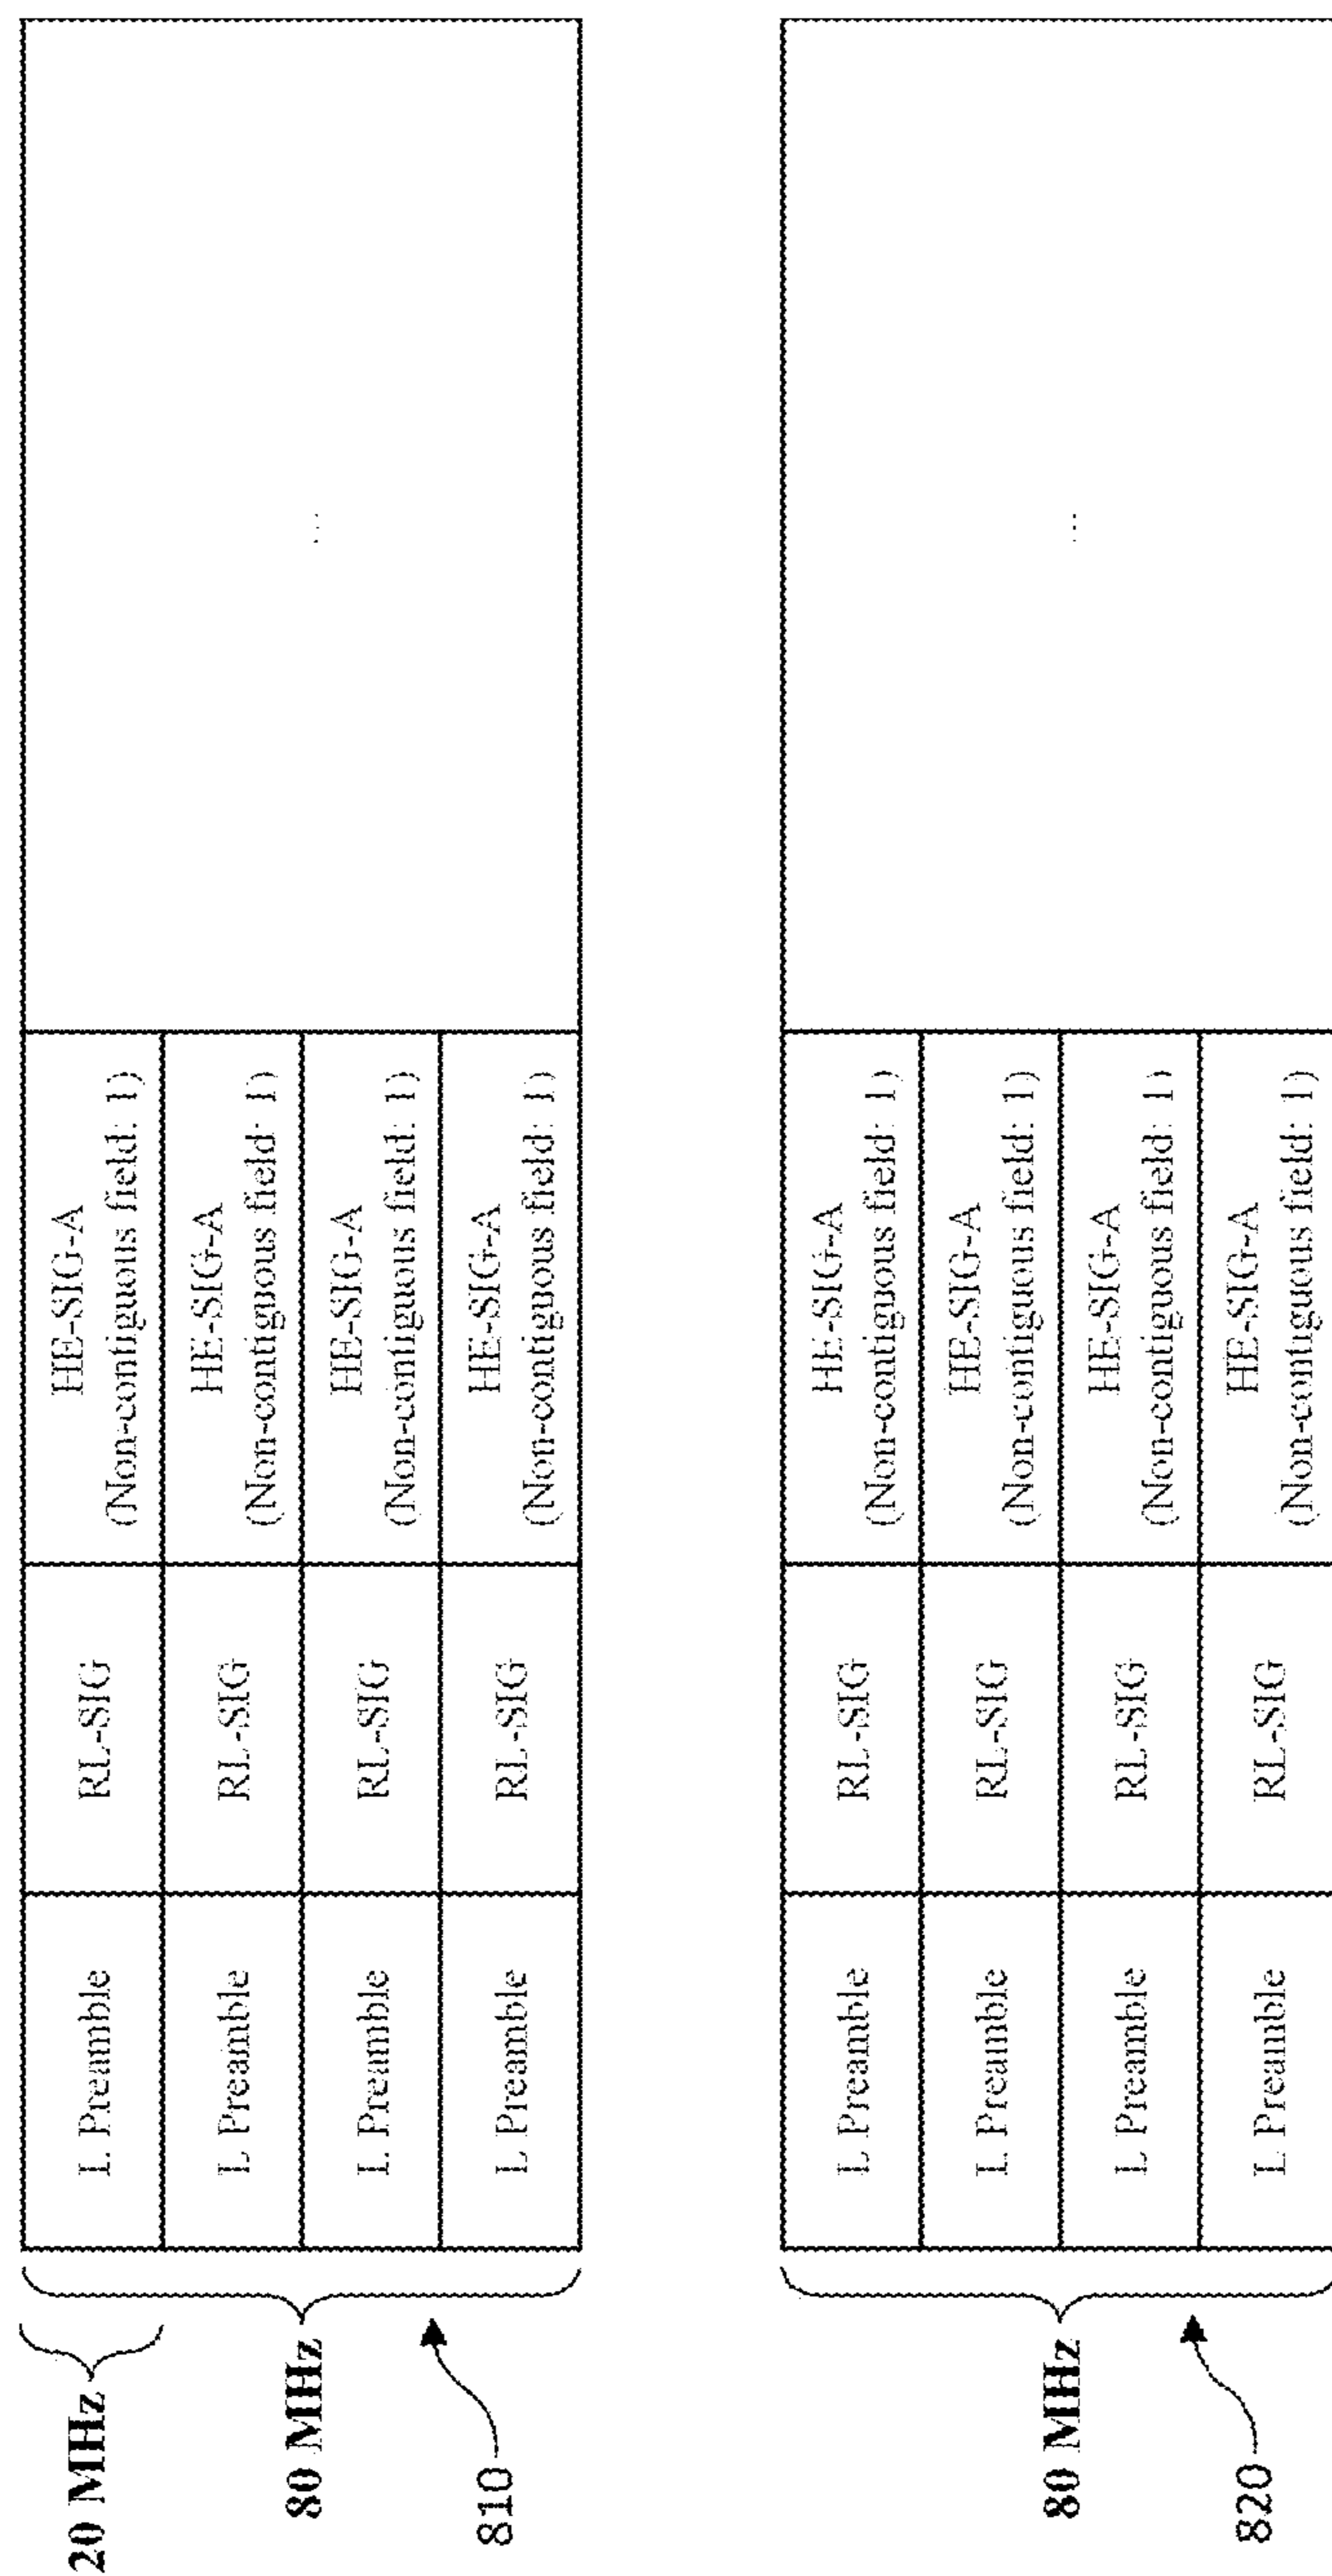 20 MHz
80 MHz
810
L Preamble
RL-SIG
HE-SIG-A
(Non-contiguous field: 1)
L Preamble
RL-SIG
HE-SIG-A
(Non-contiguous field: 1)
L Preamble
RL-SIG
HE-SIG-A
(Non-contiguous field: 1)
L Preamble
RL-SIG
HE-SIG-A
(Non-contiguous field: 1)
...
80 MHz
820
L Preamble
RL-SIG
HE-SIG-A
(Non-contiguous field: 1)
L Preamble
RL-SIG
HE-SIG-A
(Non-contiguous field: 1)
L Preamble
RL-SIG
HE-SIG-A
(Non-contiguous field: 1)
L Preamble
RL-SIG
HE-SIG-A
(Non-contiguous field: 1)
...